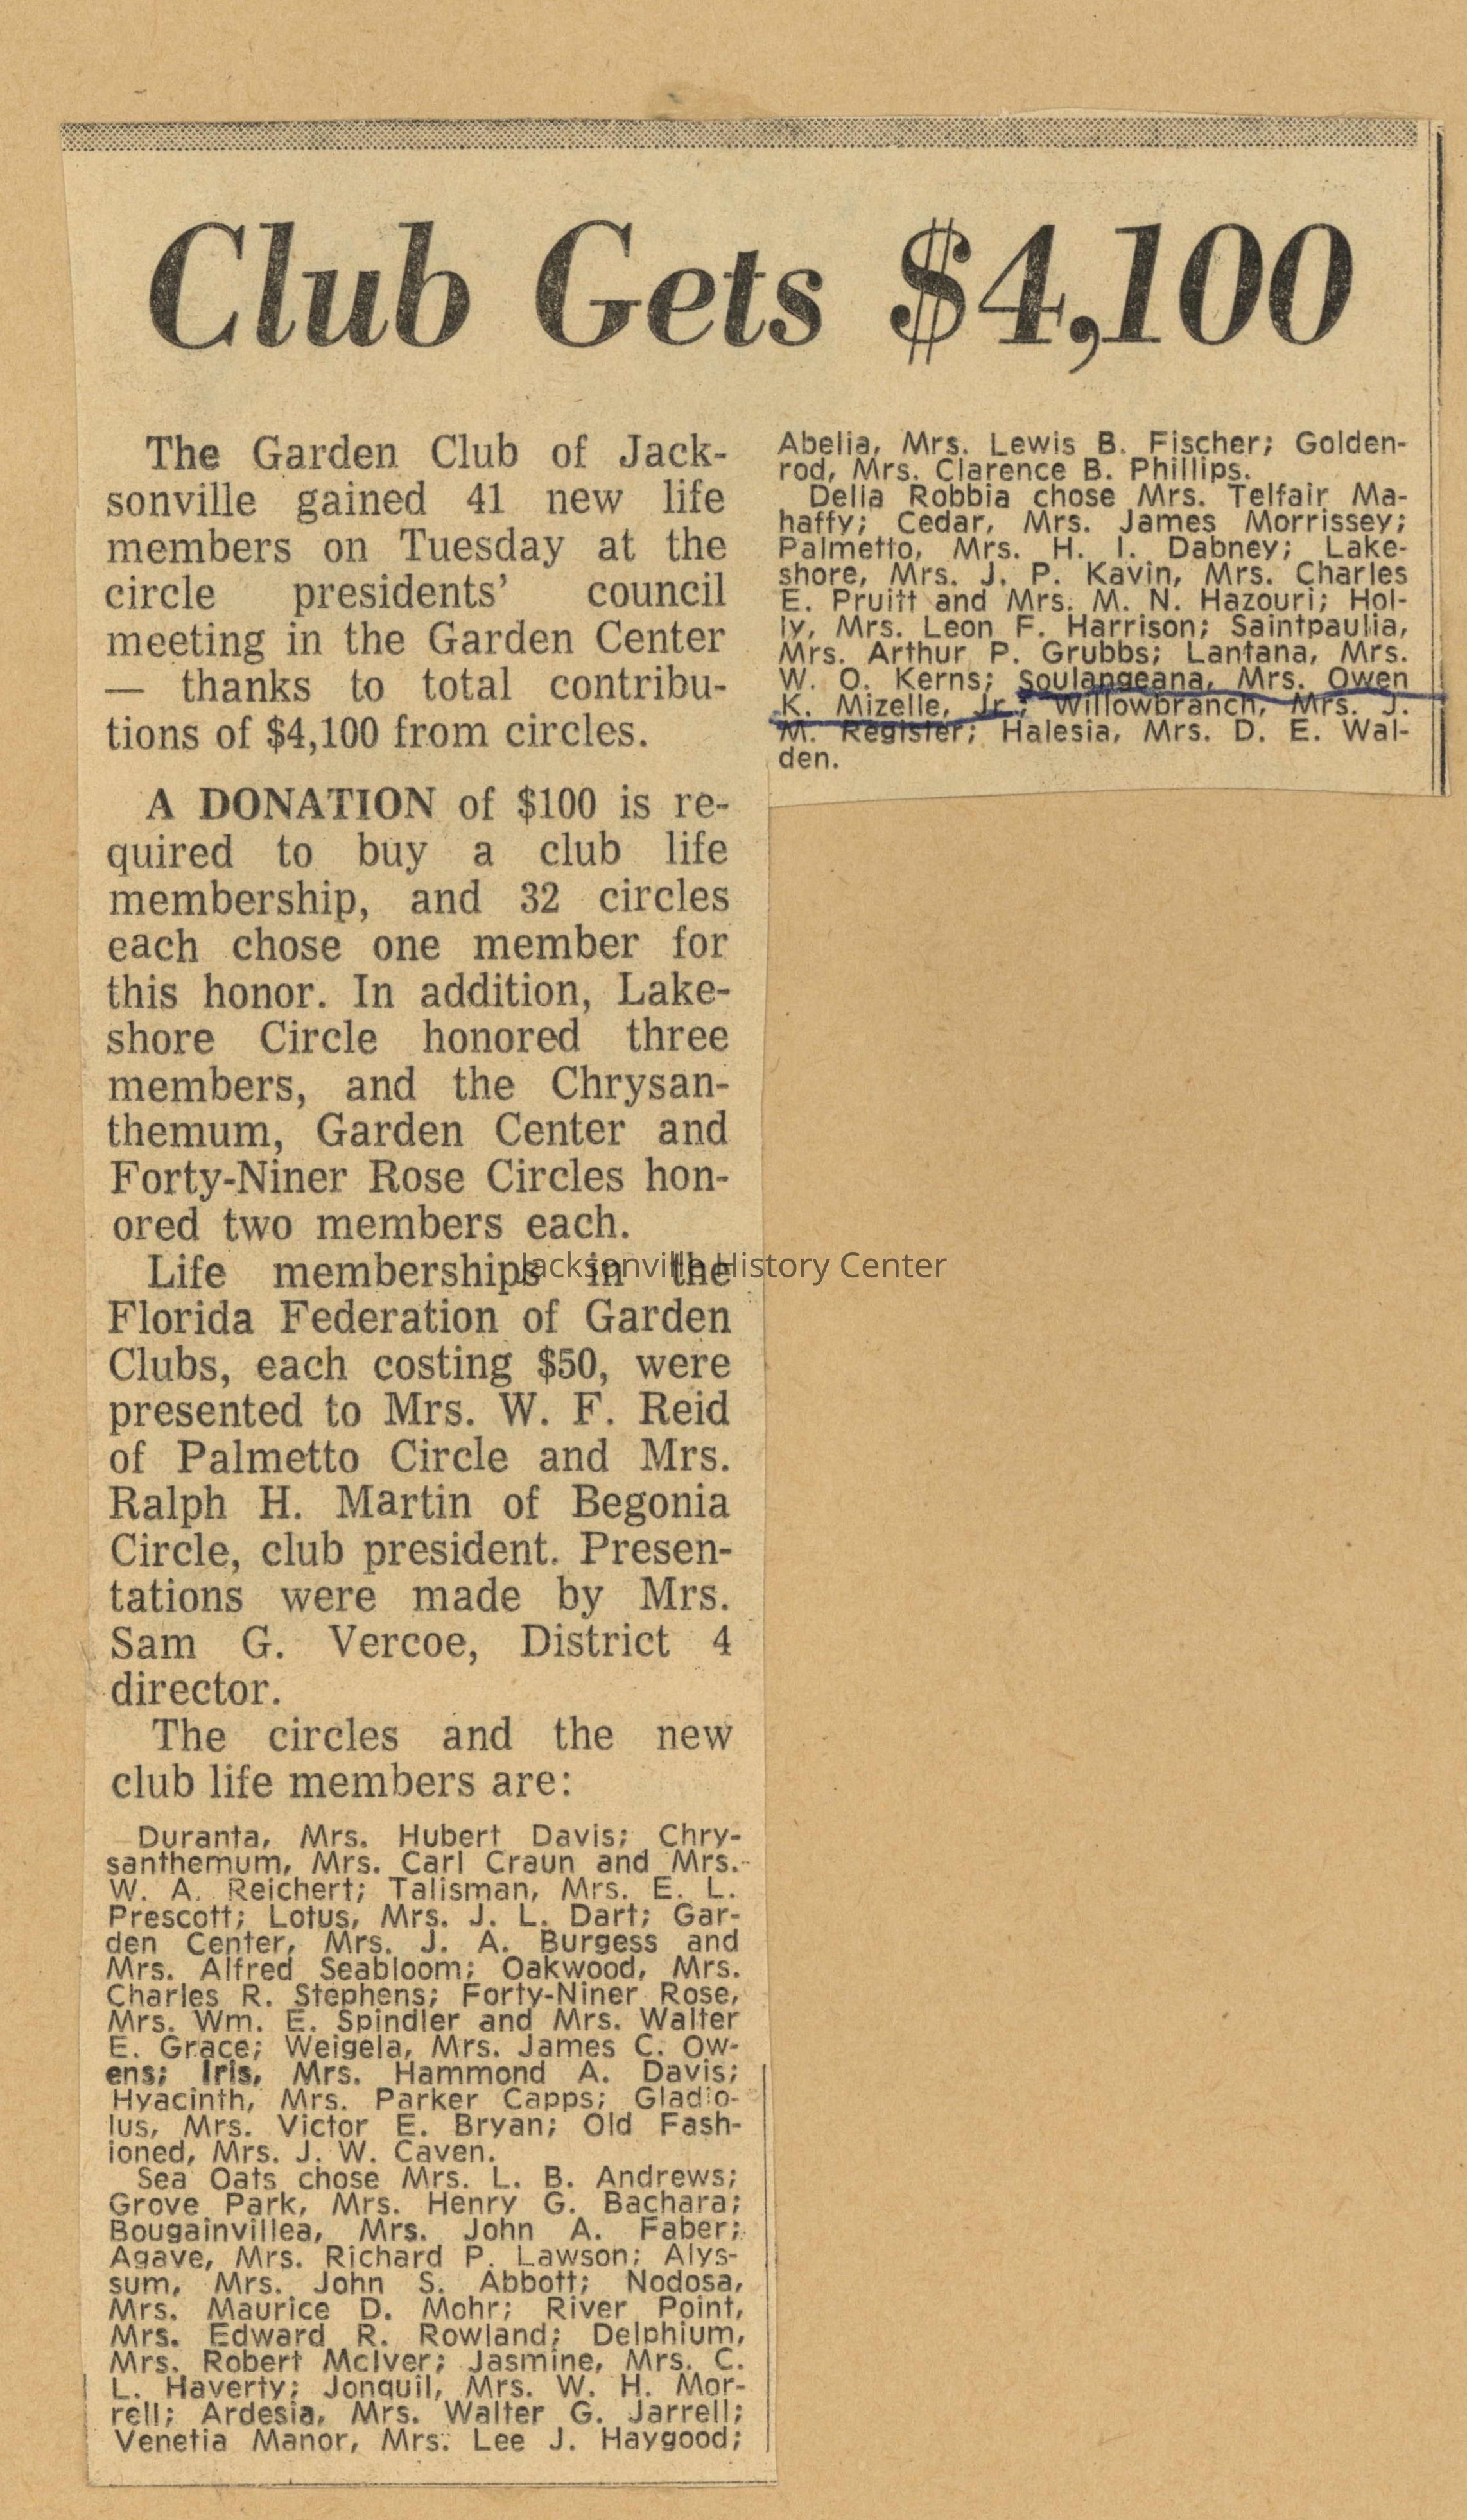 Club Gets $4,100
The Garden Club of Jack-
sonville gained 41 new life
members on Tuesday at the
circle presidents' council
meeting in the Garden Center
— thanks to total contribu-
tions of $4,100 from circles.
A DONATION of $100 is re-
quired to buy a club life
membership, and 32 circles
each chose one member for
this honor. In addition, Lake-
shore Circle honored three
members, and the Chrysan-
themum, Garden Center and
Forty-Niner Rose Circles hon-
ored two members each.
Life memberships in the
Florida Federation of Garden
Clubs, each costing $50, were
presented to Mrs. W. F. Reid
of Palmetto Circle and Mrs.
Ralph H. Martin of Begonia
Circle, club president. Presen-
tations were made by Mrs.
Sam G. Vercoe, District 4
director.
The circles and the new
club life members are:
Duranta, Mrs. Hubert Davis; Chry-
santhemum, Mrs. Carl Craun and Mrs.
W. A. Reichert; Talisman, Mrs. E. L.
Prescott; Lotus, Mrs. J. L. Dart; Gar-
den Center, Mrs. J. A. Burgess and
Mrs. Alfred Seabloom; Oakwood, Mrs.
Charles R. Stephens; Forty-Niner Rose,
Mrs. Wm. E. Spindler and Mrs. Walter
E. Grace; Weigela, Mrs. James C. Ow-
ens; Iris, Mrs. Hammond A. Davis;
Hyacinth, Mrs. Parker Capps; Gladio-
lus, Mrs. Victor E. Bryan; Old Fash-
ioned, Mrs. J. W. Caven.
Sea Oats chose Mrs. L. B. Andrews;
Grove Park, Mrs. Henry G. Bachara;
Bougainvillea, Mrs. John A. Faber;
Agave, Mrs. Richard P. Lawson; Alys-
sum, Mrs. John S. Abbott; Nodosa,
Mrs. Maurice D. Mohr; River Point,
Mrs. Edward R. Rowland; Delphium,
Mrs. Robert McIver; Jasmine, Mrs. C.
L. Haverty; Jonquil, Mrs. W. H. Mor-
rell; Ardesia, Mrs. Walter G. Jarrell;
Venetia Manor, Mrs. Lee J. Haygood;
Abelia, Mrs. Lewis B. Fischer; Golden-
rod, Mrs. Clarence B. Phillips.
Della Robbia chose Mrs. Telfair Ma-
haffy; Cedar, Mrs. James Morrissey;
Palmetto, Mrs. H. I. Dabney; Lake-
shore, Mrs. J. P. Kavin, Mrs. Charles
E. Pruitt and Mrs. M. N. Hazouri; Hol-
ly, Mrs. Leon F. Harrison; Saintpaulia,
Mrs. Arthur P. Grubbs; Lantana, Mrs.
W. O. Kerns; Soulangeana, Mrs. Owen
K. Mizelle, Jr.; Willowbranch, Mrs. J.
M. Register; Halesia, Mrs. D. E. Wal-
den.
Jacksonville History Center